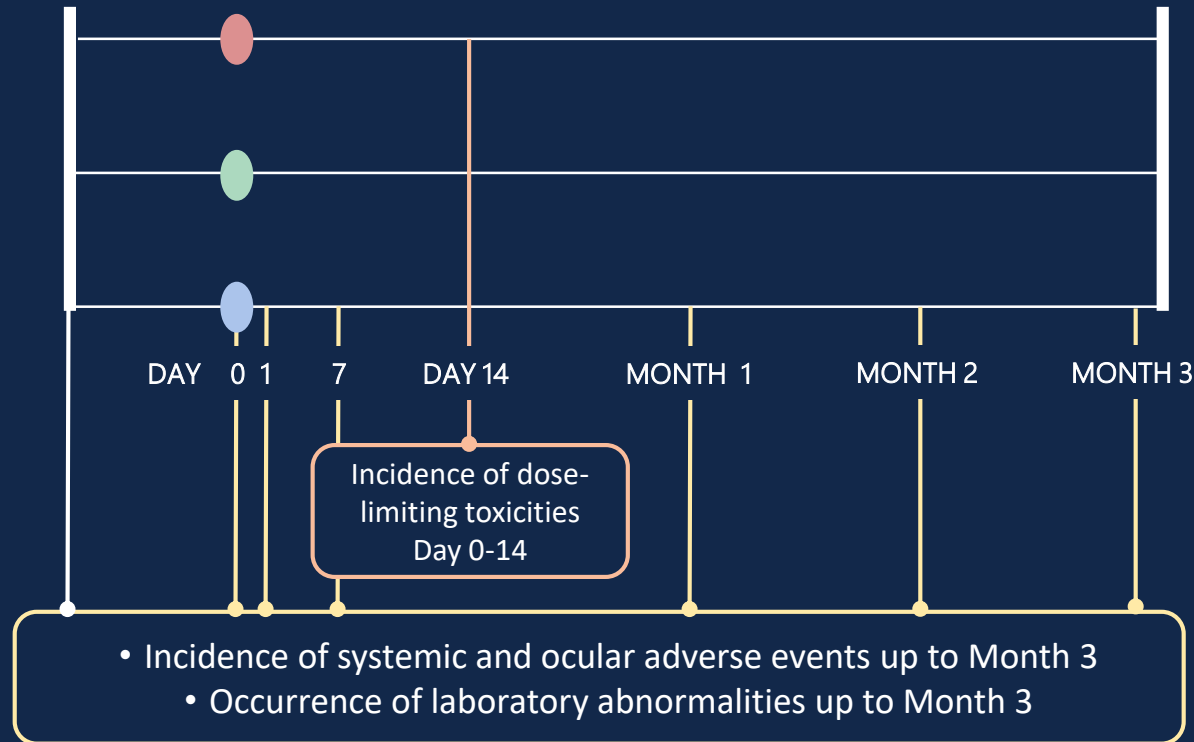 DAY 0 1 7 DAY 14 MONTH 1 MONTH 2 MONTH 3
Incidence of dose-
limiting toxicities
Day 0-14
• Incidence of systemic and ocular adverse events up to Month 3
• Occurrence of laboratory abnormalities up to Month 3